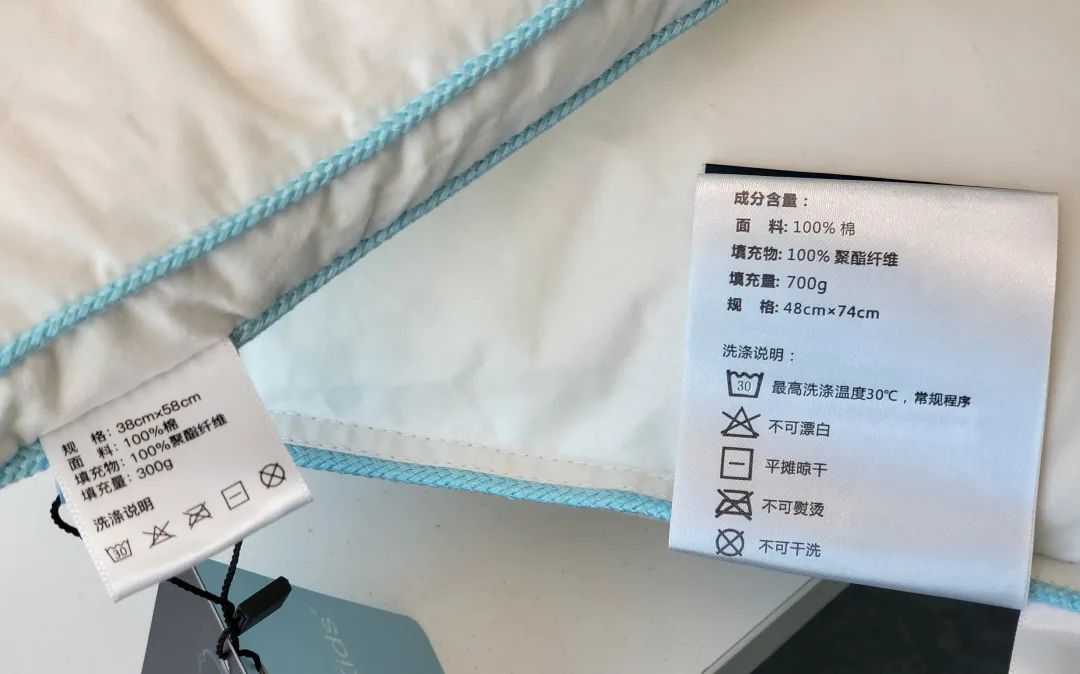 规 格: 38cm×58cm
面 料: 100%棉
填充物: 100%聚酯纤维
填充量: 300g
洗涤说明
30
kids
成分含量:
面 料: 100% 棉
填充物: 100% 聚酯纤维
填充量: 700g
规 格: 48cm×74cm
洗涤说明:
30 最高洗涤温度30℃,常规程序
不可漂白
平摊晾干
不可熨烫
不可干洗